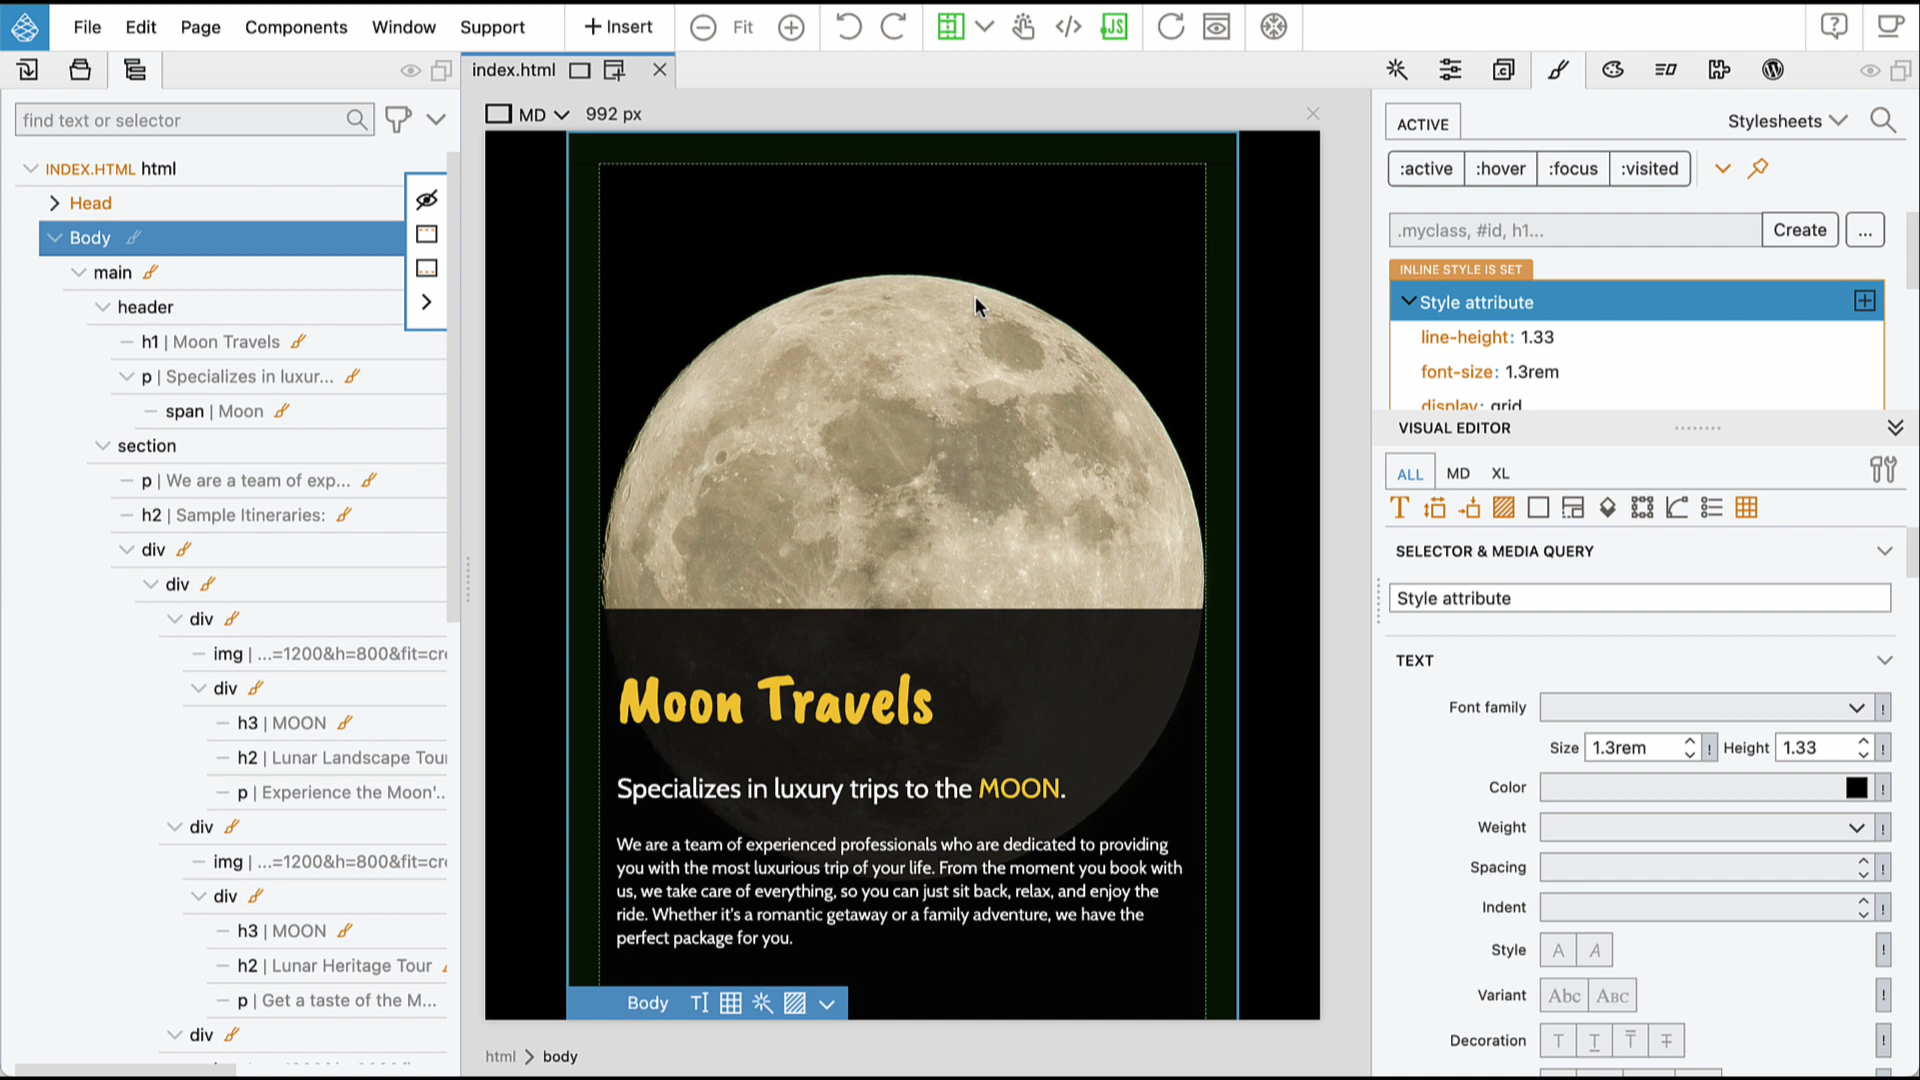 File Edit Page Components Window Support + Insert Fit JS
index.html
find text or selector
MD 992 px
INDEX.HTML html
Head
Body
main
header
h1 | Moon Travels
p | Specializes in luxur...
span | Moon
section
p | We are a team of exp...
h2 | Sample Itineraries:
div
div
div
img | ...=1200&h=800&fit=cr
div
h3 | MOON
h2 | Lunar Landscape Tou
p | Experience the Moon'..
div
img | ...=1200&h=800&fit=cr
div
h3 | MOON
h2 | Lunar Heritage Tour
p | Get a taste of the M...
div
Moon Travels
Specializes in luxury trips to the MOON.
We are a team of experienced professionals who are dedicated to providing
you with the most luxurious trip of your life. From the moment you book with
us, we take care of everything, so you can just sit back, relax, and enjoy the
ride. Whether it's a romantic getaway or a family adventure, we have the
perfect package for you.
Body
html > body
ACTIVE Stylesheets
:active :hover :focus :visited
.myclass, #id, h1... Create ...
INLINE STYLE IS SET
Style attribute
line-height: 1.33
font-size: 1.3rem
display: grid
VISUAL EDITOR
ALL MD XL
SELECTOR & MEDIA QUERY
Style attribute
TEXT
Font family !
Size 1.3rem ! Height 1.33 !
Color !
Weight !
Spacing !
Indent !
Style A A !
Variant Abc ABC !
Decoration T T T T !